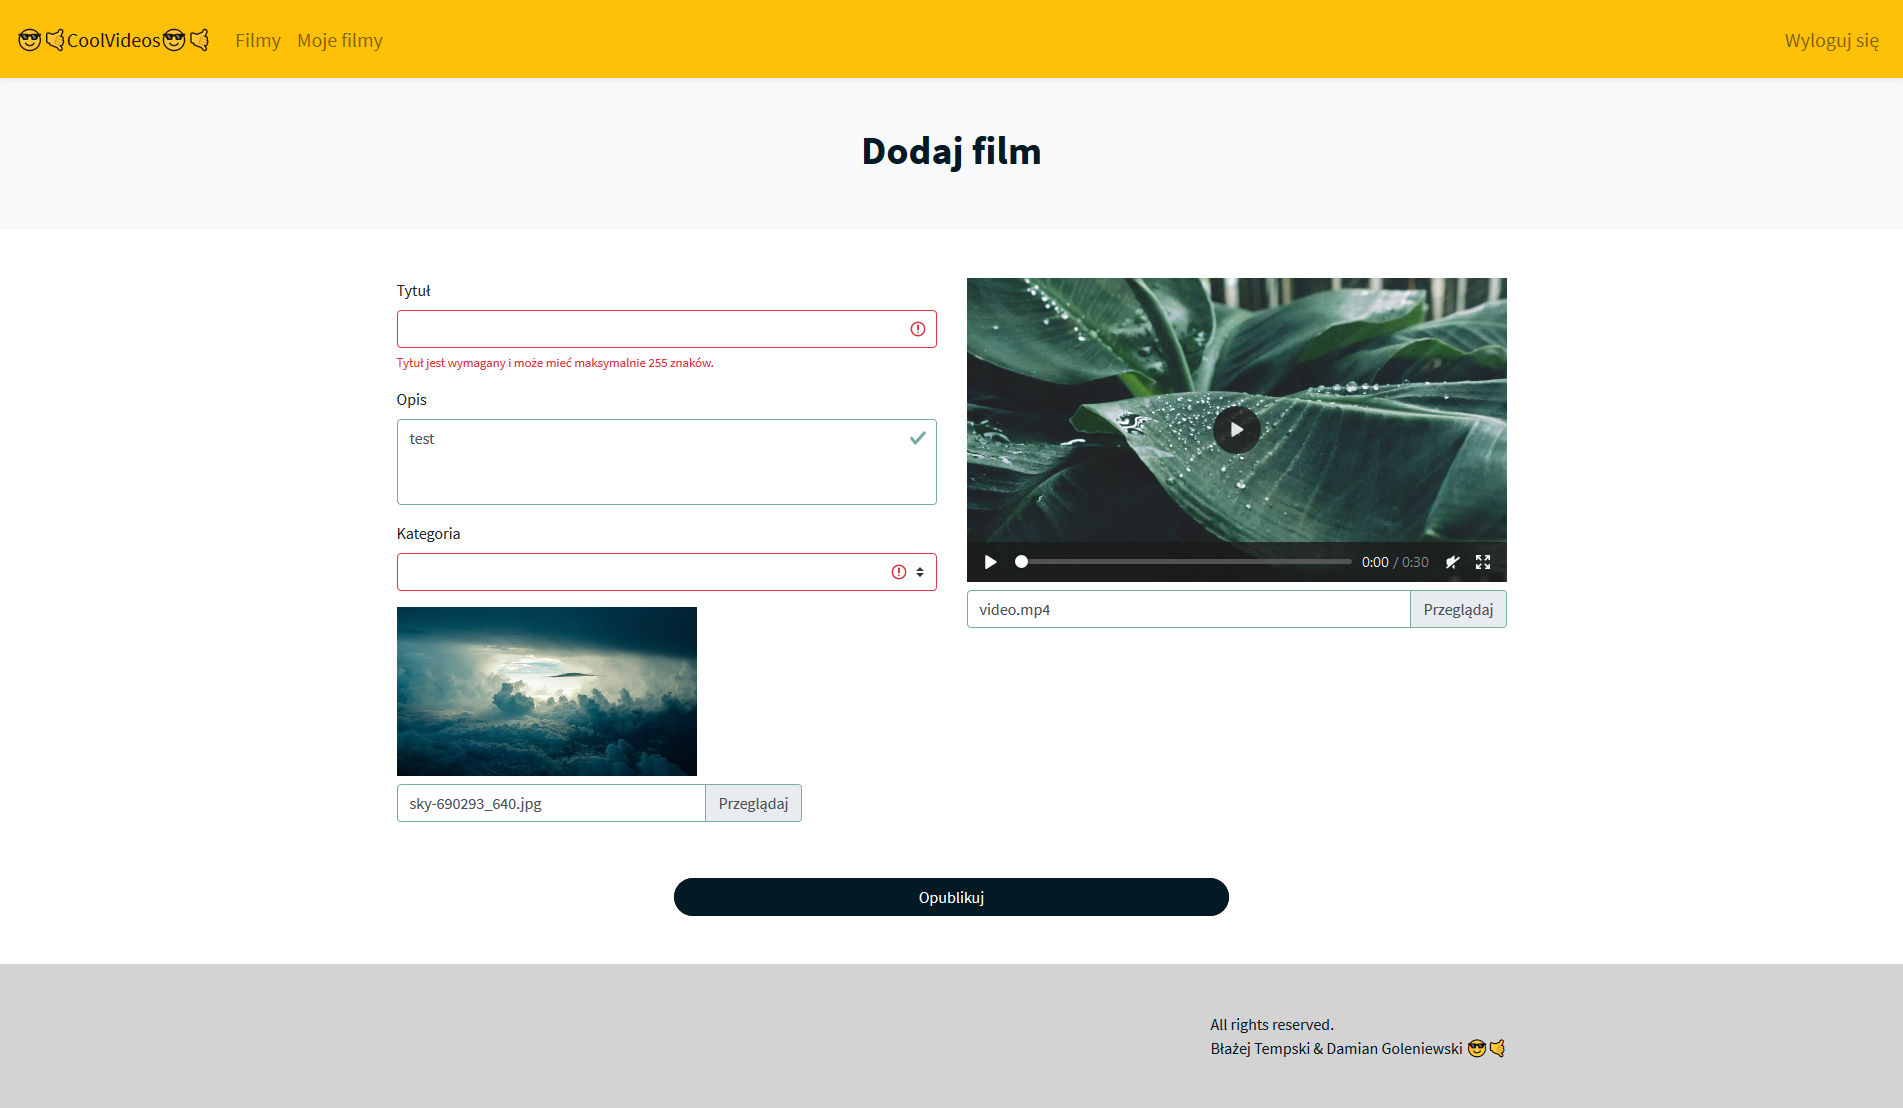 😎🤙CoolVideos😎🤙 Filmy Moje filmy Wyloguj się
Dodaj film
Tytuł
Tytuł jest wymagany i może mieć maksymalnie 255 znaków.
Opis
test
Kategoria
sky-690293_640.jpg Przeglądaj
0:00 / 0:30
video.mp4 Przeglądaj
Opublikuj
All rights reserved.
Błażej Tempski & Damian Goleniewski 😎🤙